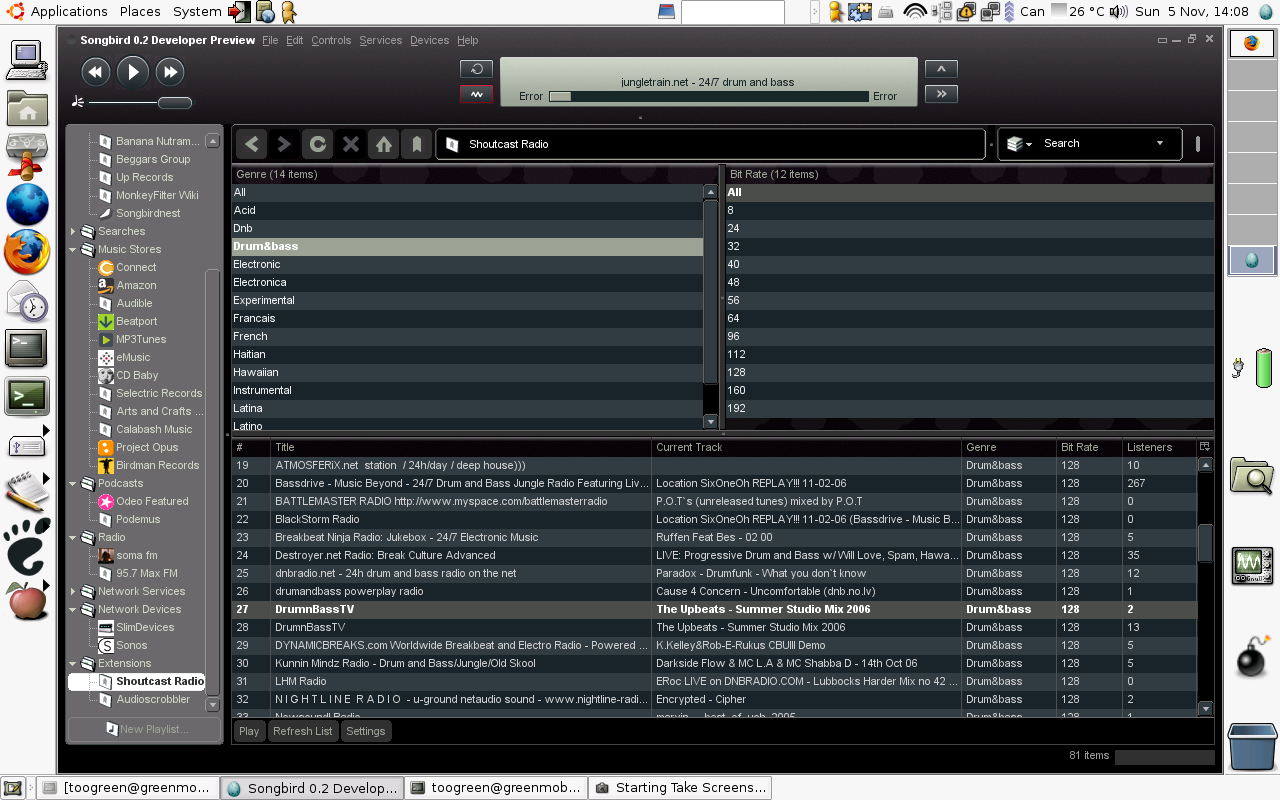 Applications Places System Can 26 °C Sun 5 Nov, 14:08
Songbird 0.2 Developer Preview File Edit Controls Services Devices Help
jungletrain.net - 24/7 drum and bass
Error Error
Banana Nutram...
Beggars Group
Up Records
MonkeyFilter Wiki
Songbirdnest
Searches
Music Stores
Connect
Amazon
Audible
Beatport
MP3Tunes
eMusic
CD Baby
Selectric Records
Arts and Crafts ...
Calabash Music
Project Opus
Birdman Records
Podcasts
Odeo Featured
Podemus
Radio
soma fm
95.7 Max FM
Network Services
Network Devices
SlimDevices
Sonos
Extensions
Shoutcast Radio
Audioscrobbler
New Playlist...
Shoutcast Radio Search
Genre (14 items)
All
Acid
Dnb
Drum&bass
Electronic
Electronica
Experimental
Francais
French
Haitian
Hawaiian
Instrumental
Latina
Latino
Bit Rate (12 items)
All
8
24
32
40
48
56
64
96
112
128
160
192
# Title Current Track Genre Bit Rate Listeners
19 ATMOSFERiX.net station / 24h/day / deep house))) Drum&bass 128 10
20 Bassdrive - Music Beyond - 24/7 Drum and Bass Jungle Radio Featuring Liv... Location SixOneOh REPLAY!!! 11-02-06 Drum&bass 128 267
21 BATTLEMASTER RADIO http://www.myspace.com/battlemasterradio P.O.T`s (unreleased tunes) mixed by P.O.T Drum&bass 128 0
22 BlackStorm Radio Location SixOneOh REPLAY!!! 11-02-06 (Bassdrive - Music B... Drum&bass 128 0
23 Breakbeat Ninja Radio: Jukebox - 24/7 Electronic Music Ruffen Feat Bes - 02 00 Drum&bass 128 5
24 Destroyer.net Radio: Break Culture Advanced LIVE: Progressive Drum and Bass w/ Will Love, Spam, Hawa... Drum&bass 128 35
25 dnbradio.net - 24h drum and bass radio on the net Paradox - Drumfunk - What you don`t know Drum&bass 128 12
26 drumandbass powerplay radio Cause 4 Concern - Uncomfortable (dnb.no.lv) Drum&bass 128 1
27 DrumnBassTV The Upbeats - Summer Studio Mix 2006 Drum&bass 128 2
28 DrumnBassTV The Upbeats - Summer Studio Mix 2006 Drum&bass 128 13
29 DYNAMICBREAKS.com Worldwide Breakbeat and Electro Radio - Powered ... K.Kelley&Rob-E-Rukus CBUIII Demo Drum&bass 128 5
30 Kunnin Mindz Radio - Drum and Bass/Jungle/Old Skool Darkside Flow & MC L.A & MC Shabba D - 14th Oct 06 Drum&bass 128 5
31 LHM Radio ERoc LIVE on DNBRADIO.COM - Lubbocks Harder Mix no 42 ... Drum&bass 128 0
32 N I G H T L I N E R A D I O - u-ground netaudio sound - www.nightline-radi... Encrypted - Cipher Drum&bass 128 2
33 Drum&bass 128 1
Play Refresh List Settings
81 items
[toogreen@greenmo... Songbird 0.2 Develop... toogreen@greenmob... Starting Take Screens...